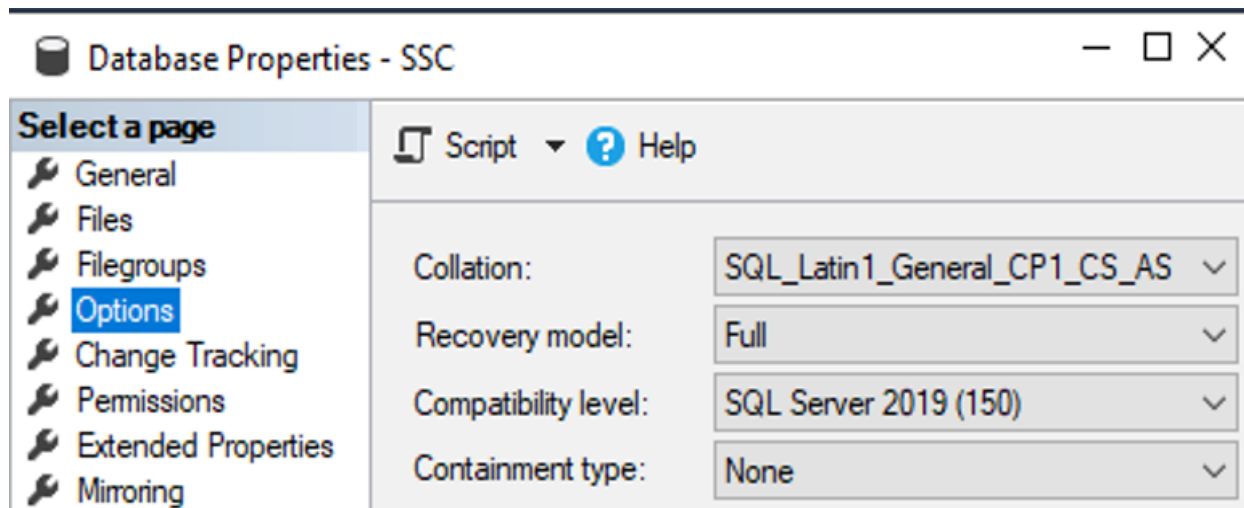 Database Properties - SSC
Select a page
General
Files
Filegroups
Options
Change Tracking
Permissions
Extended Properties
Mirroring
Script
Help
Collation:
SQL_Latin1_General_CP1_CS_AS
Recovery model:
Full
Compatibility level:
SQL Server 2019 (150)
Containment type:
None